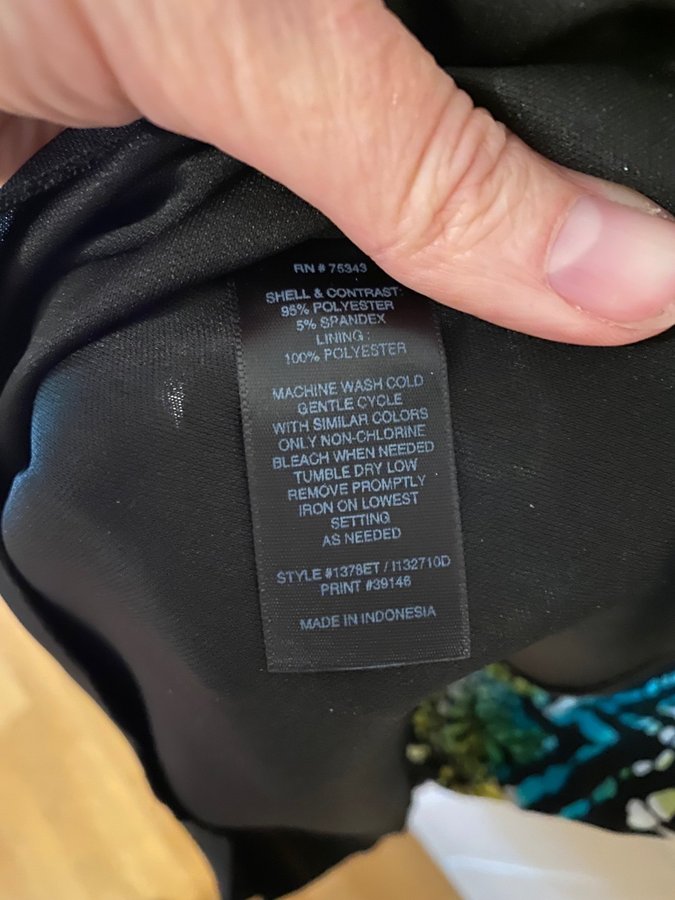 RN # 75343
SHELL & CONTRAST:
95% POLYESTER
5% SPANDEX
LINING :
100% POLYESTER
MACHINE WASH COLD
GENTLE CYCLE
WITH SIMILAR COLORS
ONLY NON-CHLORINE
BLEACH WHEN NEEDED
TUMBLE DRY LOW
REMOVE PROMPTLY
IRON ON LOWEST
SETTING
AS NEEDED
STYLE #1378ET / I132710D
PRINT #39146
MADE IN INDONESIA